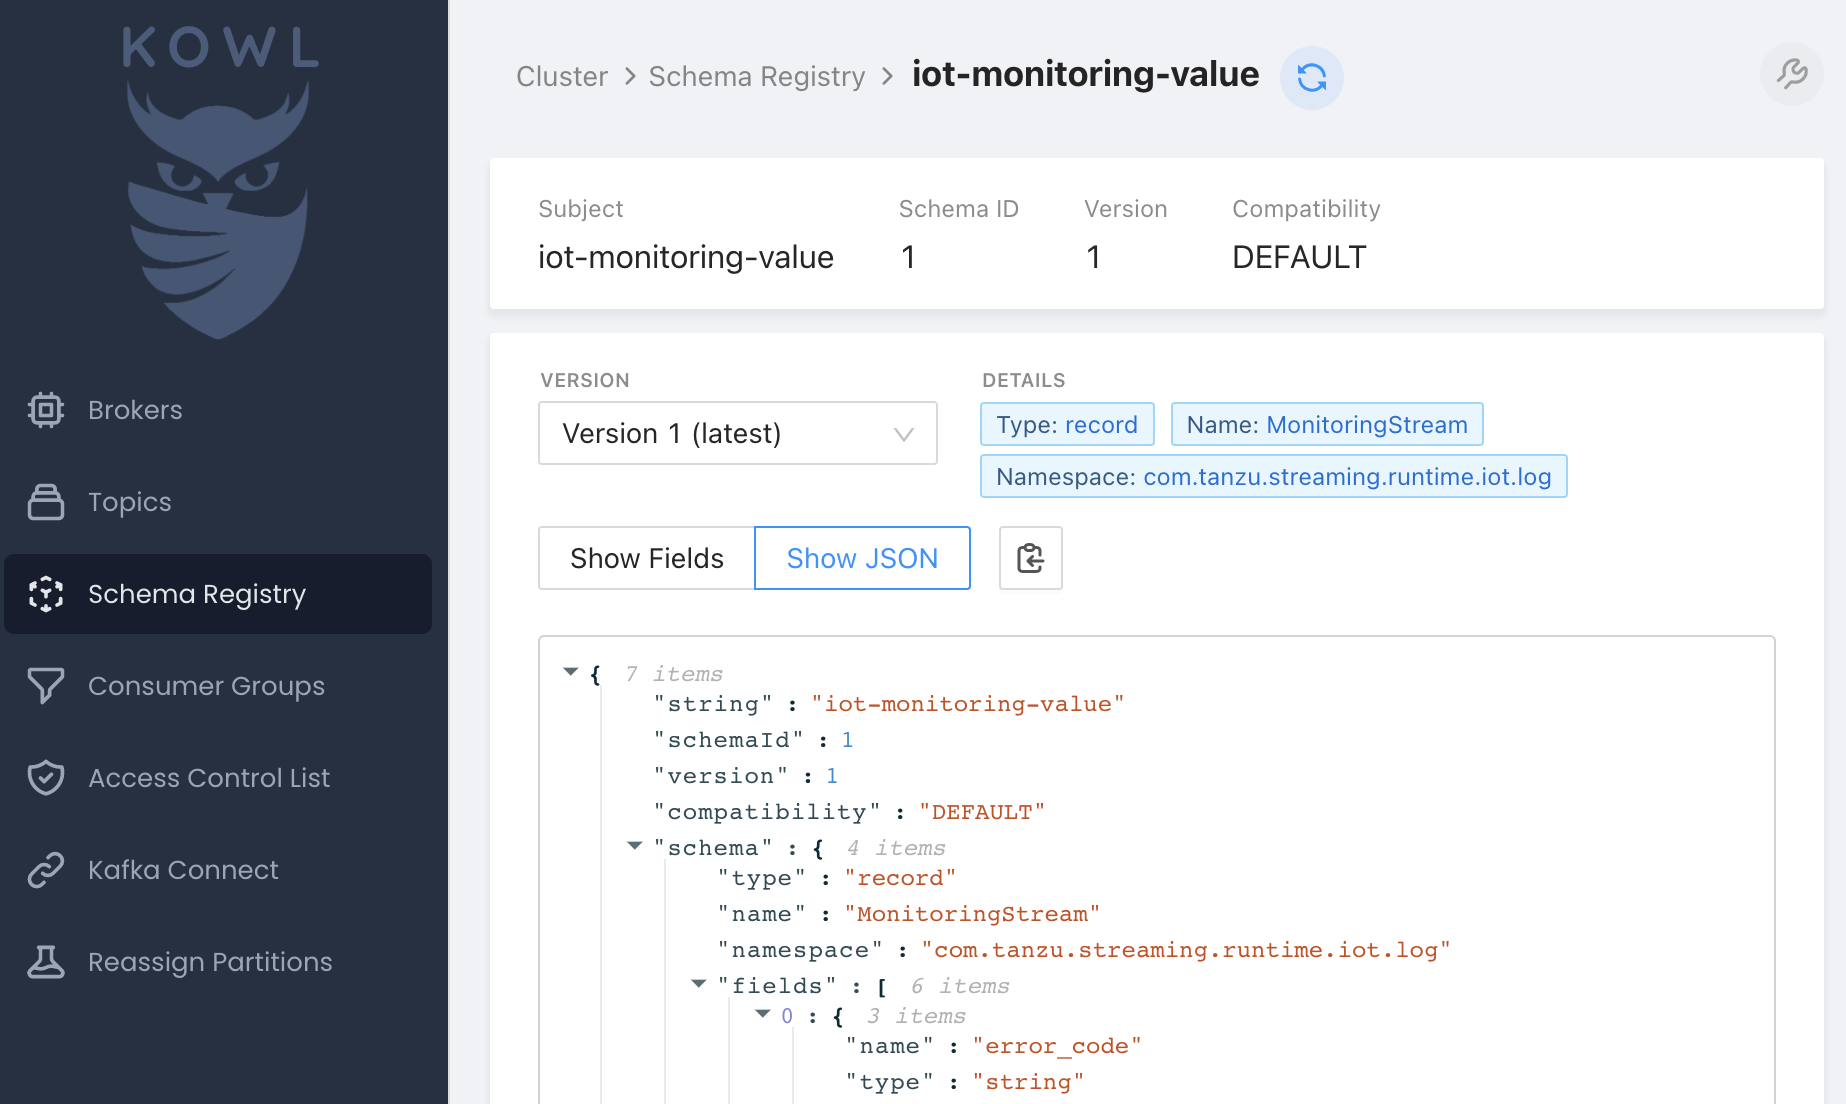 KOWL
Brokers
Topics
Schema Registry
Consumer Groups
Access Control List
Kafka Connect
Reassign Partitions
Cluster > Schema Registry > iot-monitoring-value
Subject Schema ID Version Compatibility
iot-monitoring-value 1 1 DEFAULT
VERSION DETAILS
Version 1 (latest) Type: record Name: MonitoringStream
Namespace: com.tanzu.streaming.runtime.iot.log
Show Fields Show JSON
{ 7 items
"string" : "iot-monitoring-value"
"schemaId" : 1
"version" : 1
"compatibility" : "DEFAULT"
"schema" : { 4 items
"type" : "record"
"name" : "MonitoringStream"
"namespace" : "com.tanzu.streaming.runtime.iot.log"
"fields" : [ 6 items
0 : { 3 items
"name" : "error_code"
"type" : "string"